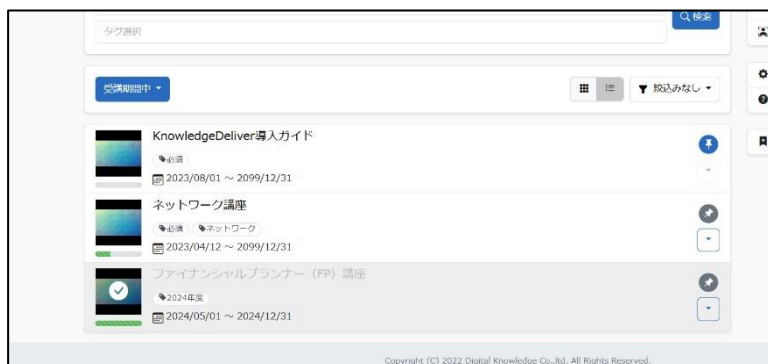 タグ選択
検索
受講期間中
絞込みなし
KnowledgeDeliver導入ガイド
必須
2023/08/01 ～ 2099/12/31
ネットワーク講座
必須 ネットワーク
2023/04/12 ～ 2099/12/31
ファイナンシャルプランナー（FP）講座
2024年度
2024/05/01 ～ 2024/12/31
Copyright (C) 2022 Digital Knowledge Co.,ltd. All Rights Reserved.